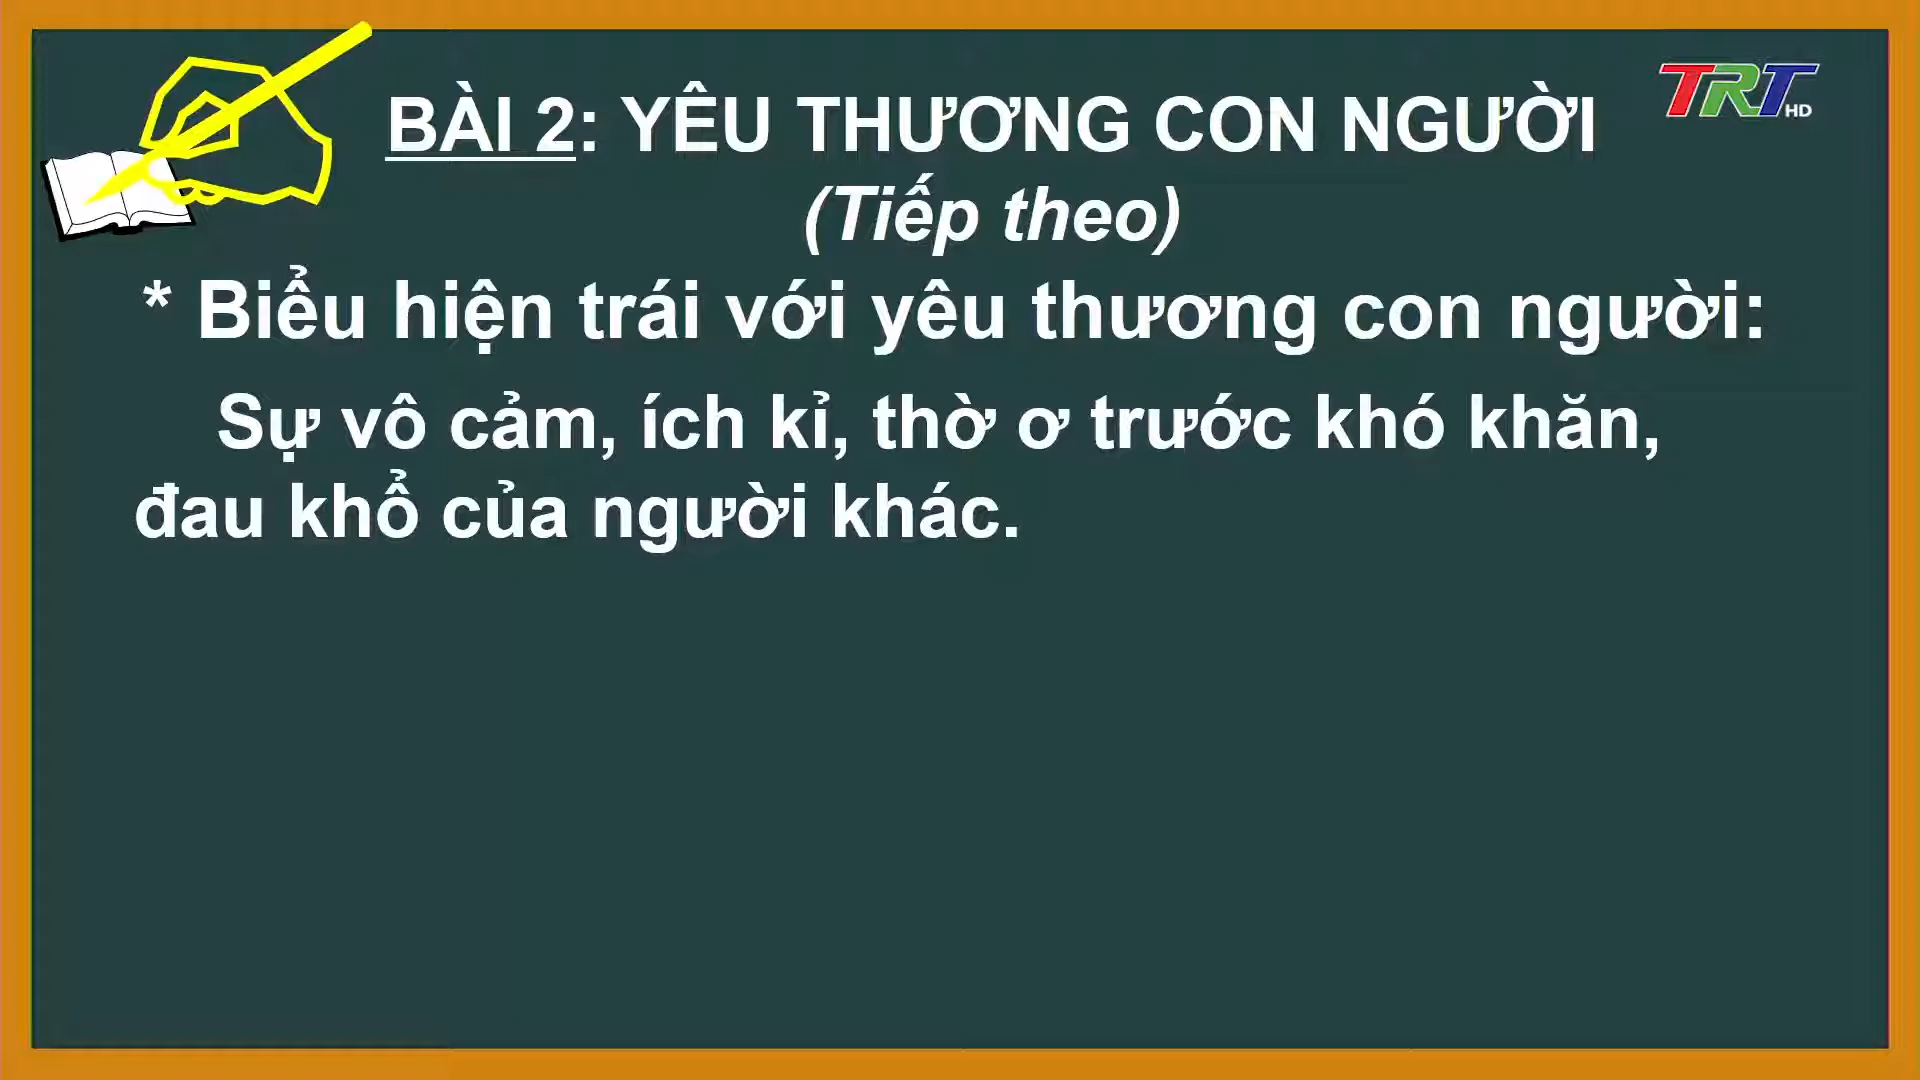 BÀI 2: YÊU THƯƠNG CON NGƯỜI
TRT HD
(Tiếp theo)
* Biểu hiện trái với yêu thương con người:
Sự vô cảm, ích kỉ, thờ ơ trước khó khăn,
đau khổ của người khác.